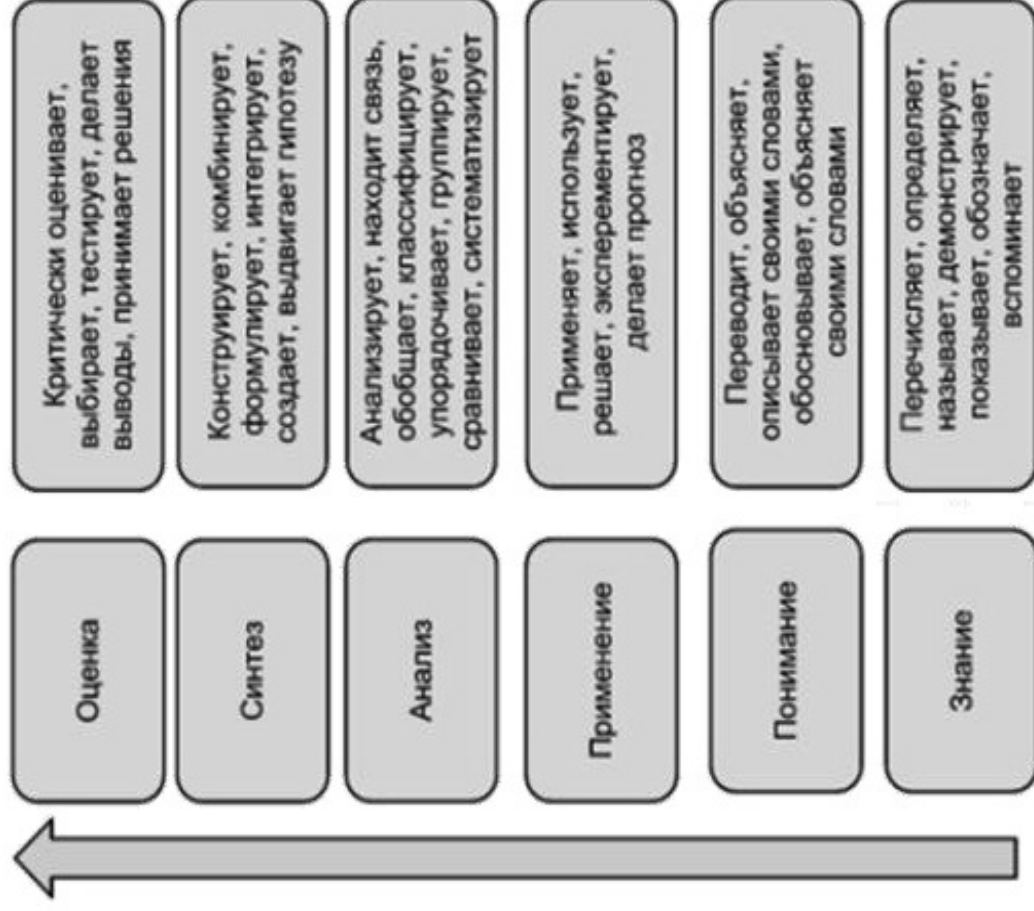 Оценка
Критически оценивает,
выбирает, тестирует, делает
выводы, принимает решения
Синтез
Конструирует, комбинирует,
формулирует, интегрирует,
создает, выдвигает гипотезу
Анализ
Анализирует, находит связь,
обобщает, классифицирует,
упорядочивает, группирует,
сравнивает, систематизирует
Применение
Применяет, использует,
решает, эксперементирует,
делает прогноз
Понимание
Переводит, объясняет,
описывает своими словами,
обосновывает, объясняет
своими словами
Знание
Перечисляет, определяет,
называет, демонстрирует,
показывает, обозначает,
вспоминает